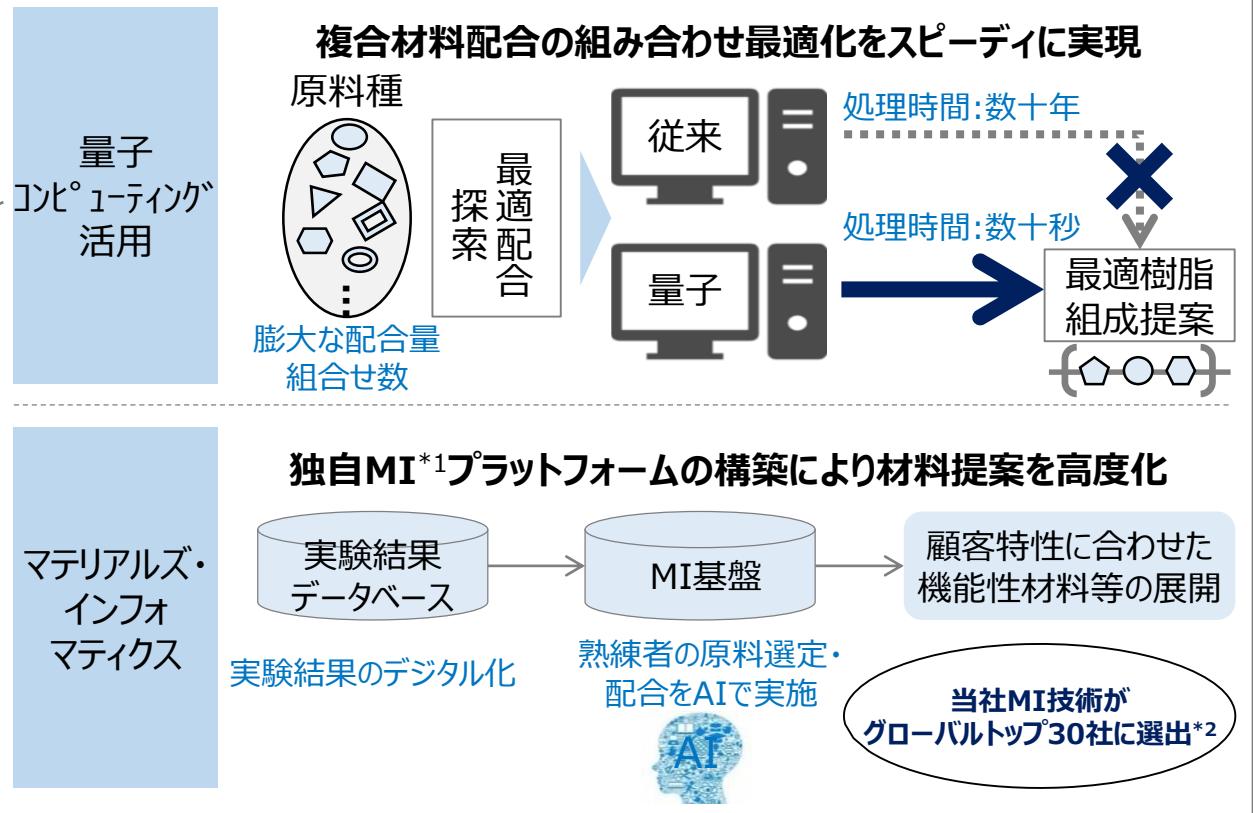 複合材料配合の組み合わせ最適化をスピーディに実現
量子
ｺﾝﾋﾟｭｰﾃｨﾝｸﾞ
活用
原料種
膨大な配合量
組合せ数
最適配合
探索
従来
処理時間:数十年
量子
処理時間:数十秒
最適樹脂
組成提案
独自MI*1プラットフォームの構築により材料提案を高度化
マテリアルズ・
インフォ
マティクス
実験結果
データベース
実験結果のデジタル化
MI基盤
熟練者の原料選定・
配合をAIで実施
AI
顧客特性に合わせた
機能性材料等の展開
当社MI技術が
グローバルトップ30社に選出*2